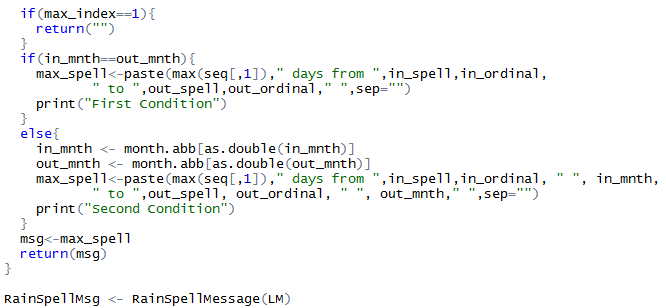 if(max_index==1){
return("")
}
if(in_mnth==out_mnth){
max_spell<-paste(max(seq[,1])," days from ",in_spell,in_ordinal,
" to ",out_spell,out_ordinal," ",sep="")
print("First Condition")
}
else{
in_mnth <- month.abb[as.double(in_mnth)]
out_mnth <- month.abb[as.double(out_mnth)]
max_spell<-paste(max(seq[,1])," days from ",in_spell,in_ordinal, " ", in_mnth,
" to ",out_spell, out_ordinal, " ", out_mnth," ",sep="")
print("Second Condition")
}
msg<-max_spell
return(msg)
}
RainSpellMsg <- RainSpellMessage(LM)